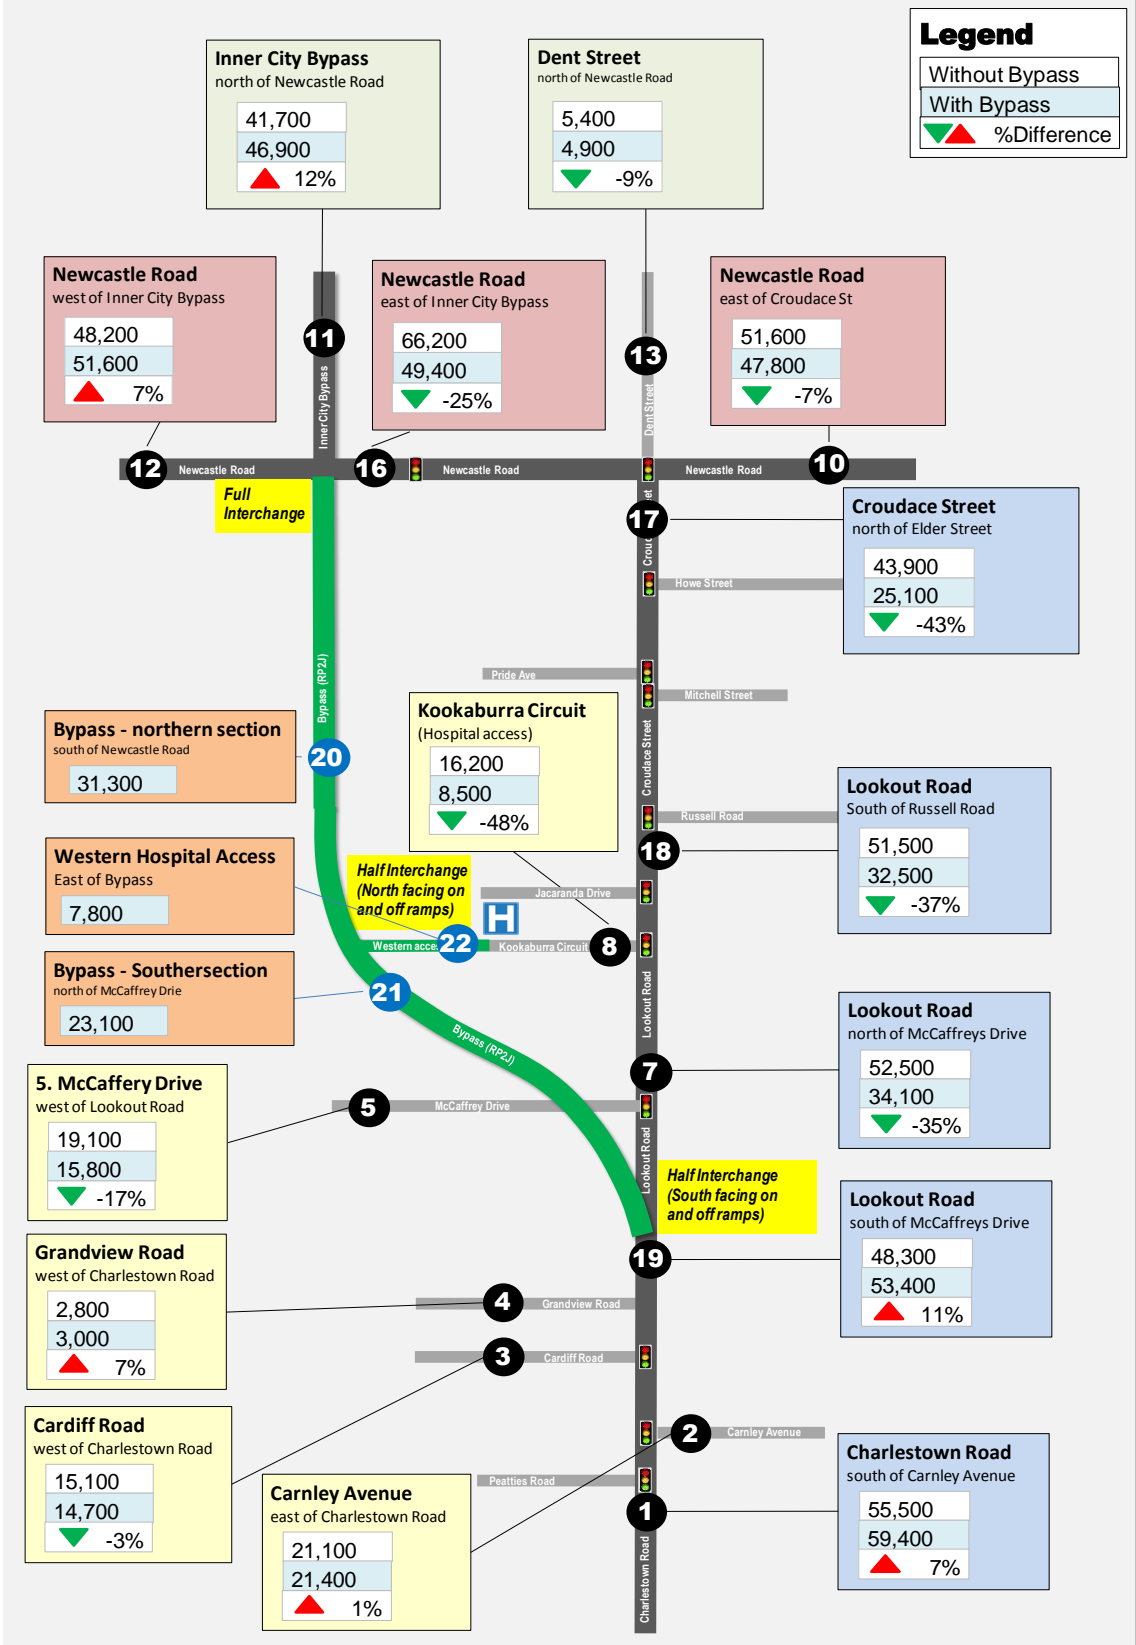 Legend
Without Bypass
With Bypass
%Difference
Inner City Bypass
north of Newcastle Road
41,700
46,900
12%
Dent Street
north of Newcastle Road
5,400
4,900
-9%
Newcastle Road
west of Inner City Bypass
48,200
51,600
7%
Newcastle Road
east of Inner City Bypass
66,200
49,400
-25%
Newcastle Road
east of Croudace St
51,600
47,800
-7%
11
Inner City Bypass
13
Dent Street
12
Newcastle Road
16
Newcastle Road
Newcastle Road
10
Full
Interchange
17
Croudace Street
north of Elder Street
43,900
25,100
-43%
Howe Street
Pride Ave
Mitchell Street
Bypass (RP2J)
Croudace Street
Kookaburra Circuit
(Hospital access)
16,200
8,500
-48%
Bypass - northern section
south of Newcastle Road
31,300
20
Lookout Road
South of Russell Road
51,500
32,500
-37%
Russell Road
18
Western Hospital Access
East of Bypass
7,800
Half Interchange
(North facing on
and off ramps)
Jacaranda Drive
H
Western acce
22
Kookaburra Circuit
8
Bypass - Southersection
north of McCaffrey Drie
23,100
21
Lookout Road
Bypass (RP2J)
Lookout Road
north of McCaffreys Drive
52,500
34,100
-35%
7
5. McCaffery Drive
west of Lookout Road
19,100
15,800
-17%
5
McCaffrey Drive
Lookout Road
Half Interchange
(South facing on
and off ramps)
Lookout Road
south of McCaffreys Drive
48,300
53,400
11%
19
Grandview Road
west of Charlestown Road
2,800
3,000
7%
4
Grandview Road
3
Cardiff Road
Cardiff Road
west of Charlestown Road
15,100
14,700
-3%
2
Carnley Avenue
Carnley Avenue
east of Charlestown Road
21,100
21,400
1%
Peatties Road
1
Charlestown Road
Charlestown Road
south of Carnley Avenue
55,500
59,400
7%